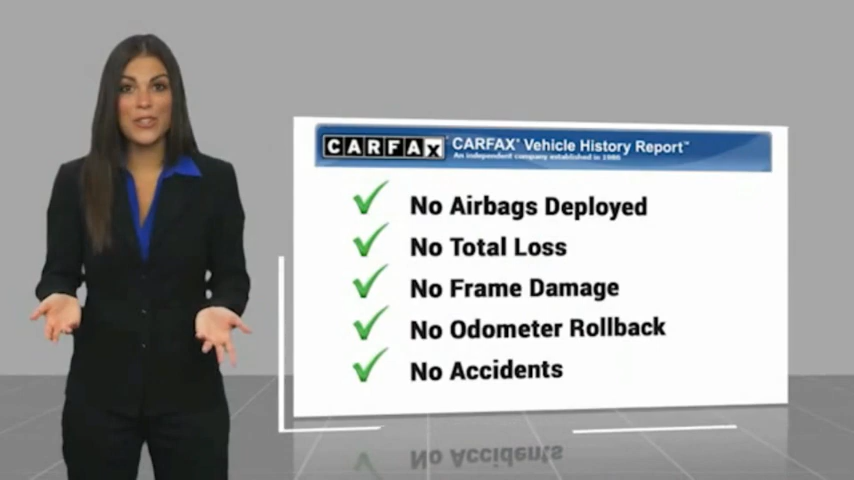 CARFAX CARFAX® Vehicle History Report™
An independent company established in 1986
No Airbags Deployed
No Total Loss
No Frame Damage
No Odometer Rollback
No Accidents
No Accidents